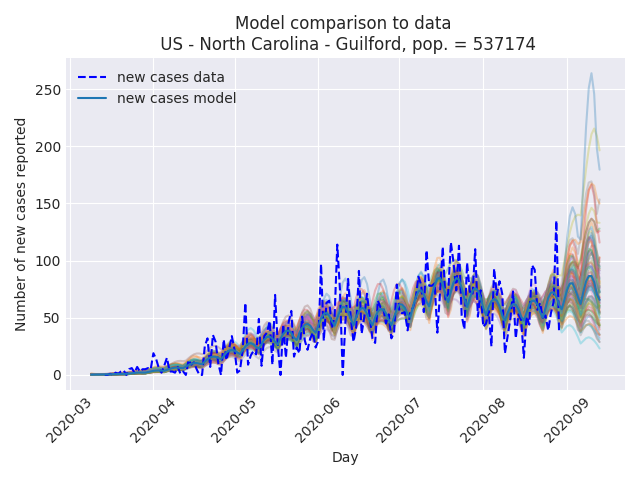 Model comparison to data
US - North Carolina - Guilford, pop. = 537174
new cases data
new cases model
Number of new cases reported
250
200
150
100
50
0
2020-03
2020-04
2020-05
2020-06
2020-07
2020-08
2020-09
Day